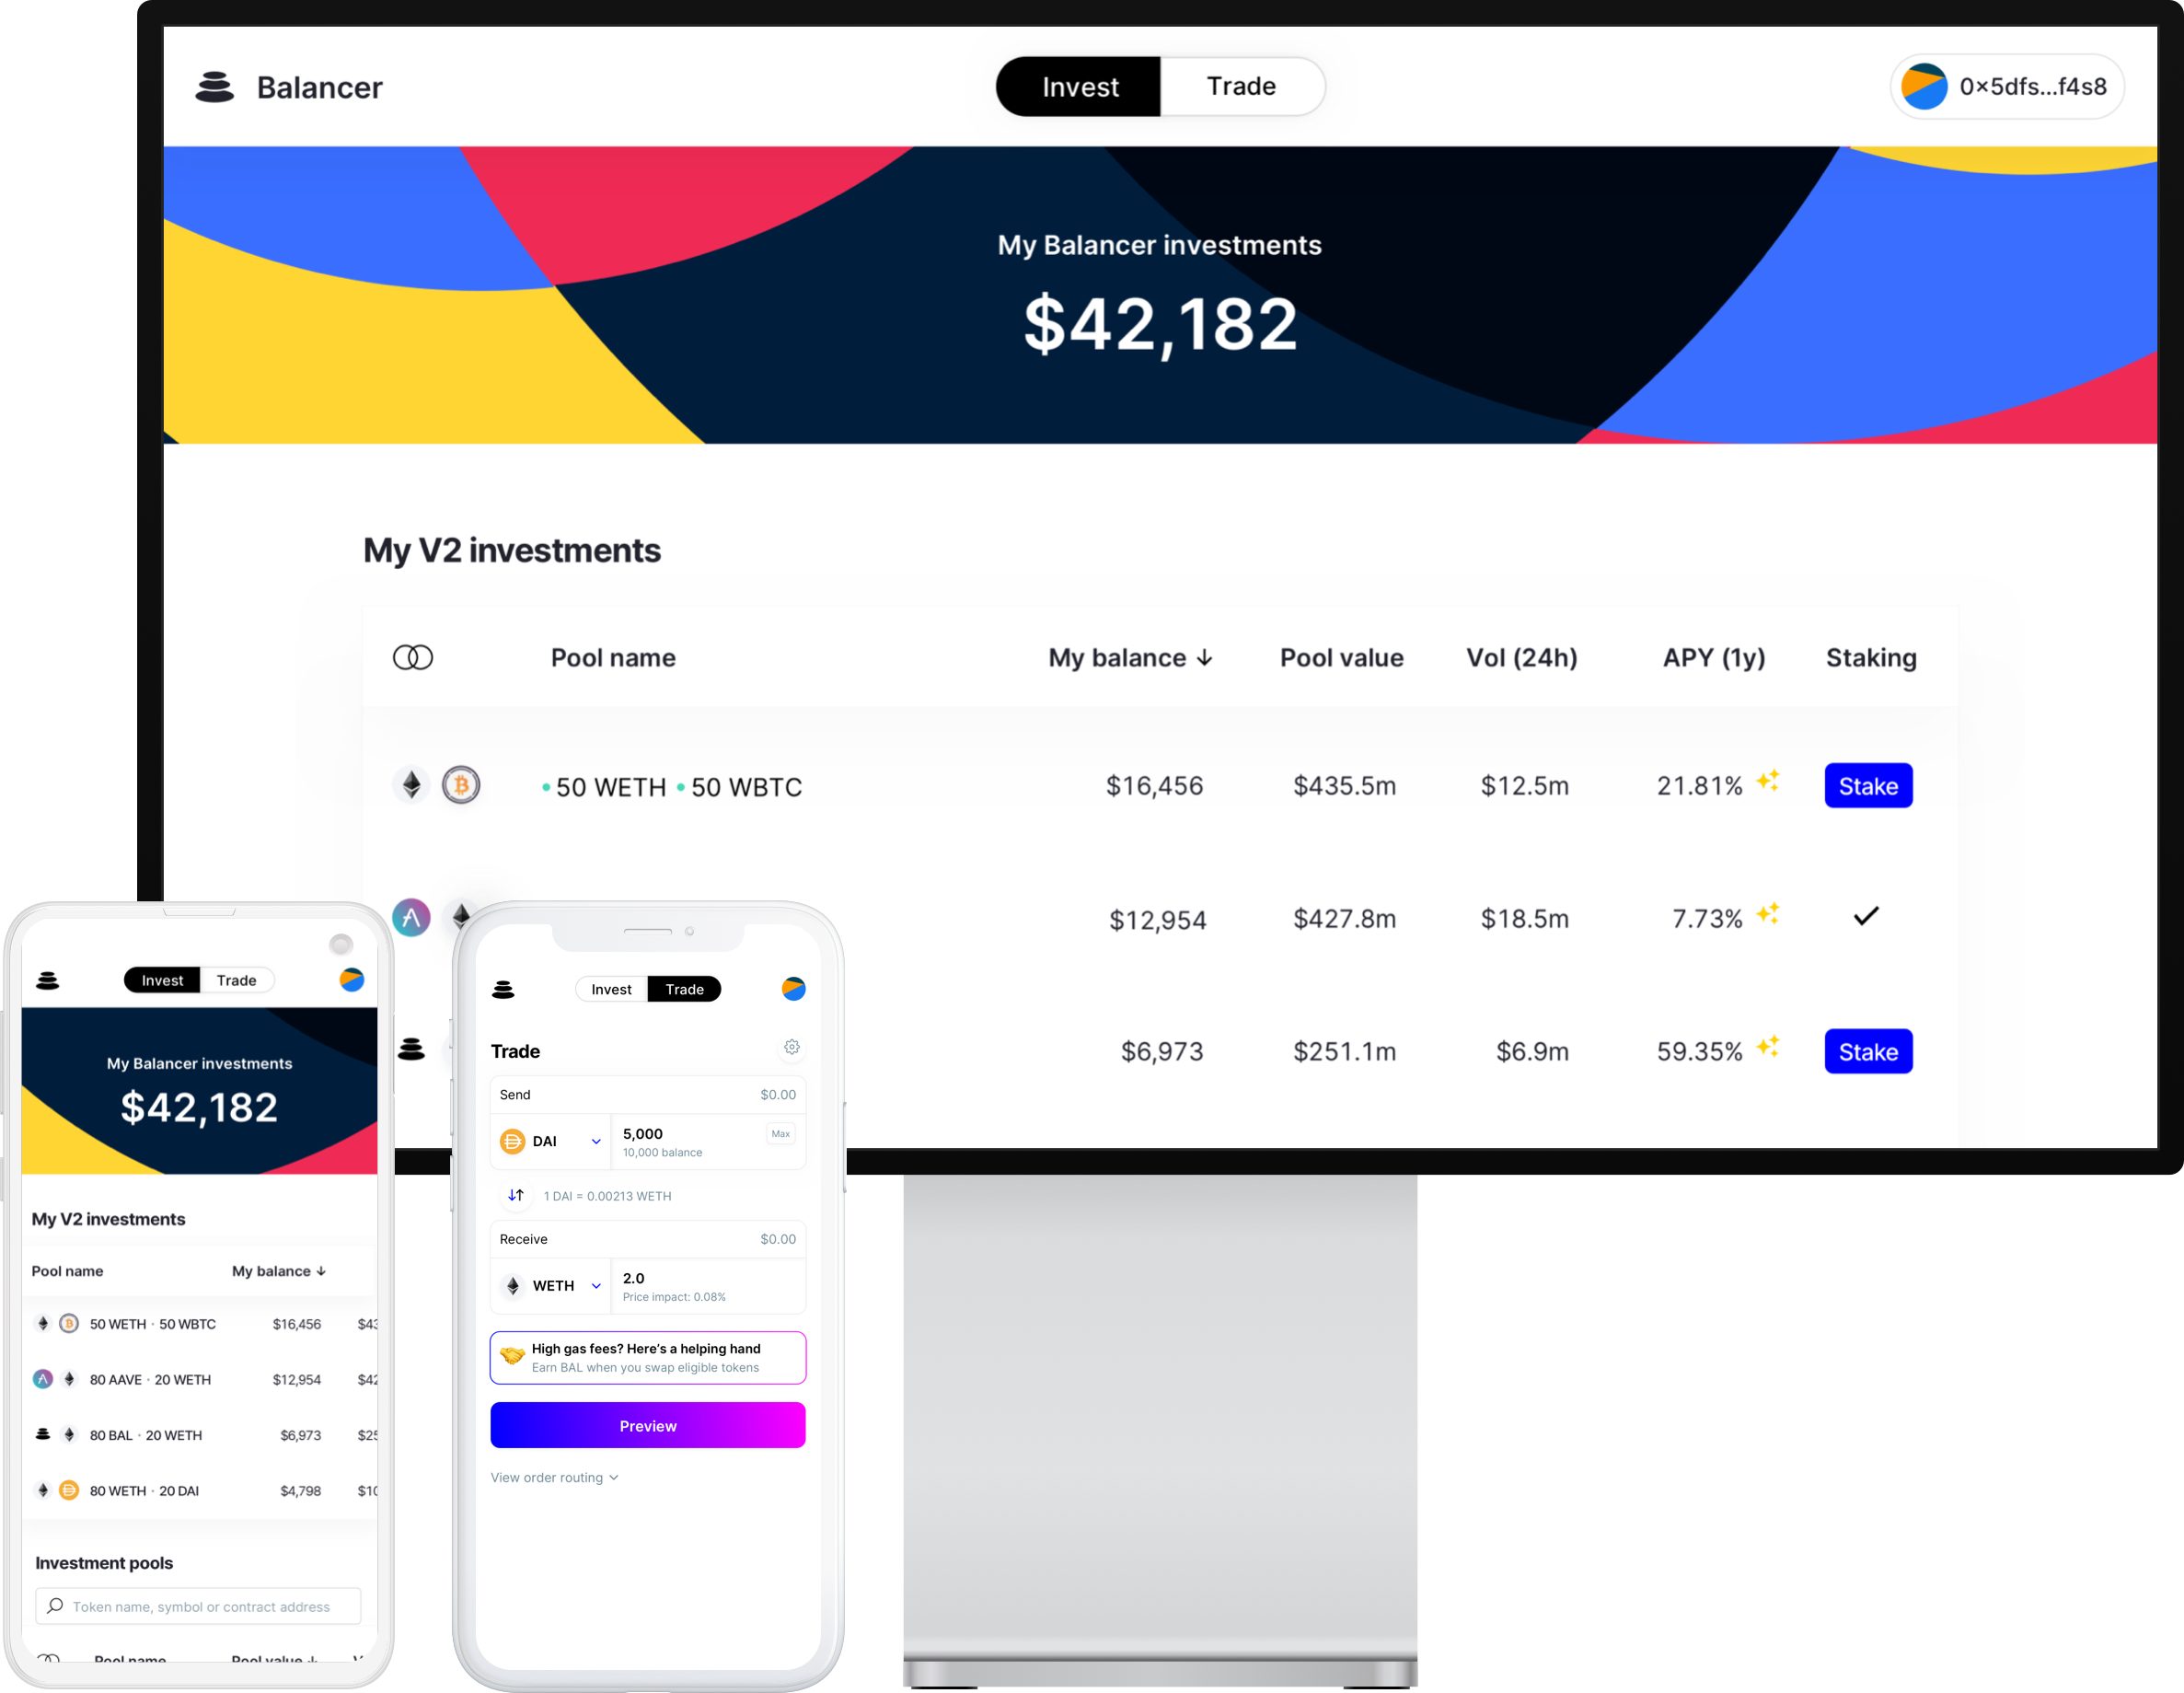 Balancer
Invest Trade
0×5dfs...f4s8
My Balancer investments
$42,182
My V2 investments
Pool name My balance ↓ Pool value Vol (24h) APY (1y) Staking
• 50 WETH • 50 WBTC $16,456 $435.5m $12.5m 21.81% Stake
$12,954 $427.8m $18.5m 7.73%
$6,973 $251.1m $6.9m 59.35% Stake
Invest Trade
My Balancer investments
$42,182
My V2 investments
Pool name My balance ↓
50 WETH · 50 WBTC $16,456 $43
80 AAVE · 20 WETH $12,954 $42
80 BAL · 20 WETH $6,973 $25
80 WETH · 20 DAI $4,798 $10
Investment pools
Token name, symbol or contract address
Pool name Pool value ↓
Invest Trade
Trade
Send $0.00
DAI 5,000 Max
10,000 balance
1 DAI = 0.00213 WETH
Receive $0.00
WETH 2.0
Price impact: 0.08%
High gas fees? Here's a helping hand
Earn BAL when you swap eligible tokens
Preview
View order routing